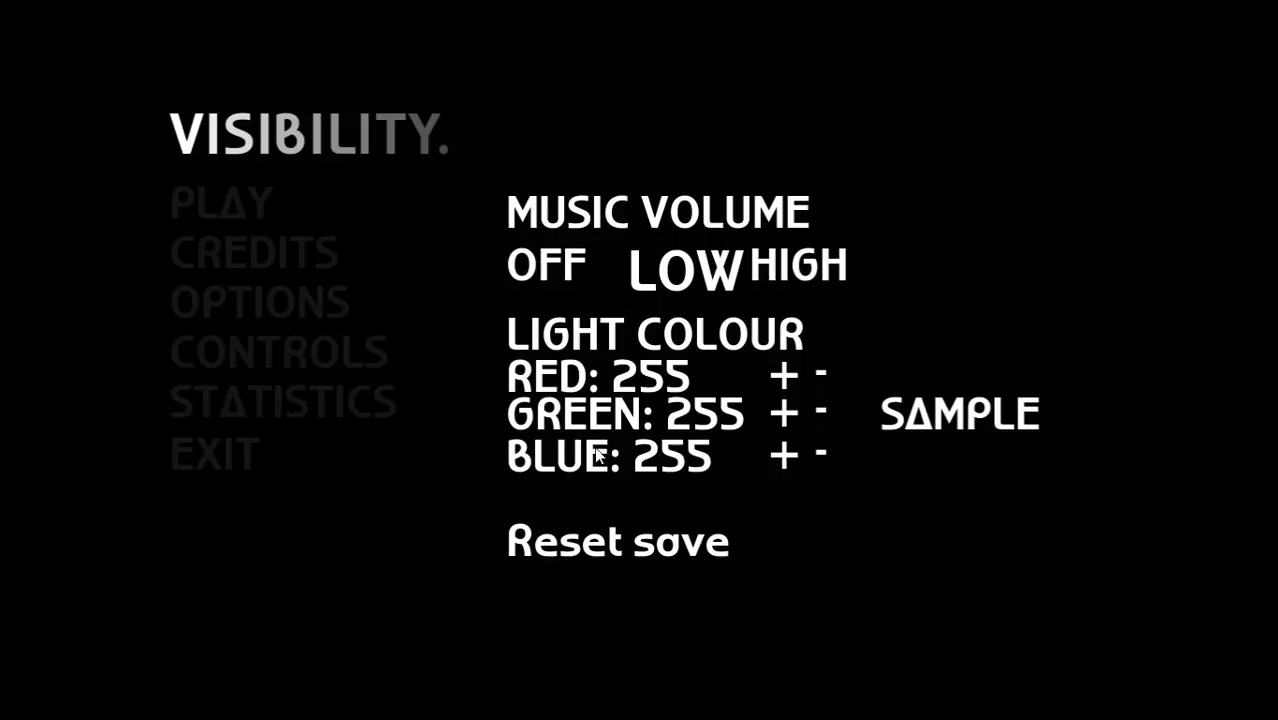 VISIBILITY.
PLAY
CREDITS
OPTIONS
CONTROLS
STATISTICS
EXIT
MUSIC VOLUME
OFF LOW HIGH
LIGHT COLOUR
RED: 255 + -
GREEN: 255 + - SAMPLE
BLUE: 255 + -
Reset save